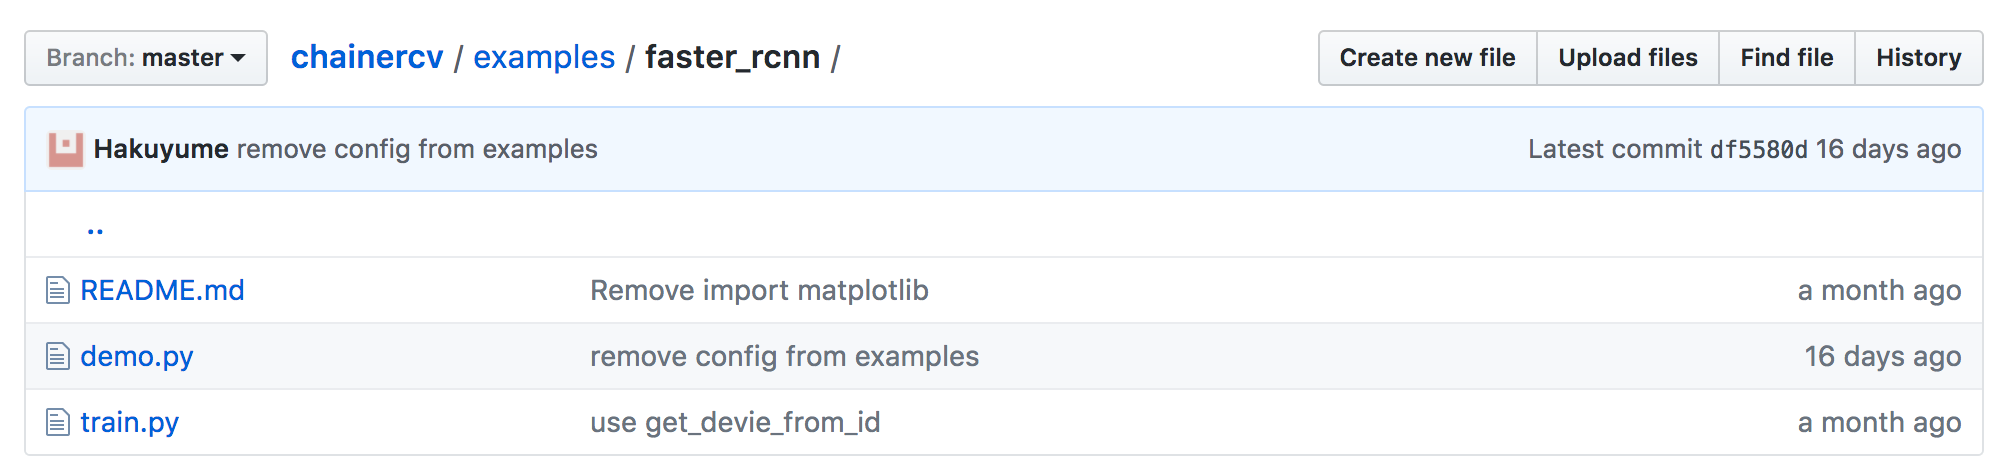 Branch: master chainercv / examples / faster_rcnn / Create new file Upload files Find file History
Hakuyume remove config from examples Latest commit df5580d 16 days ago
..
README.md Remove import matplotlib a month ago
demo.py remove config from examples 16 days ago
train.py use get_devie_from_id a month ago